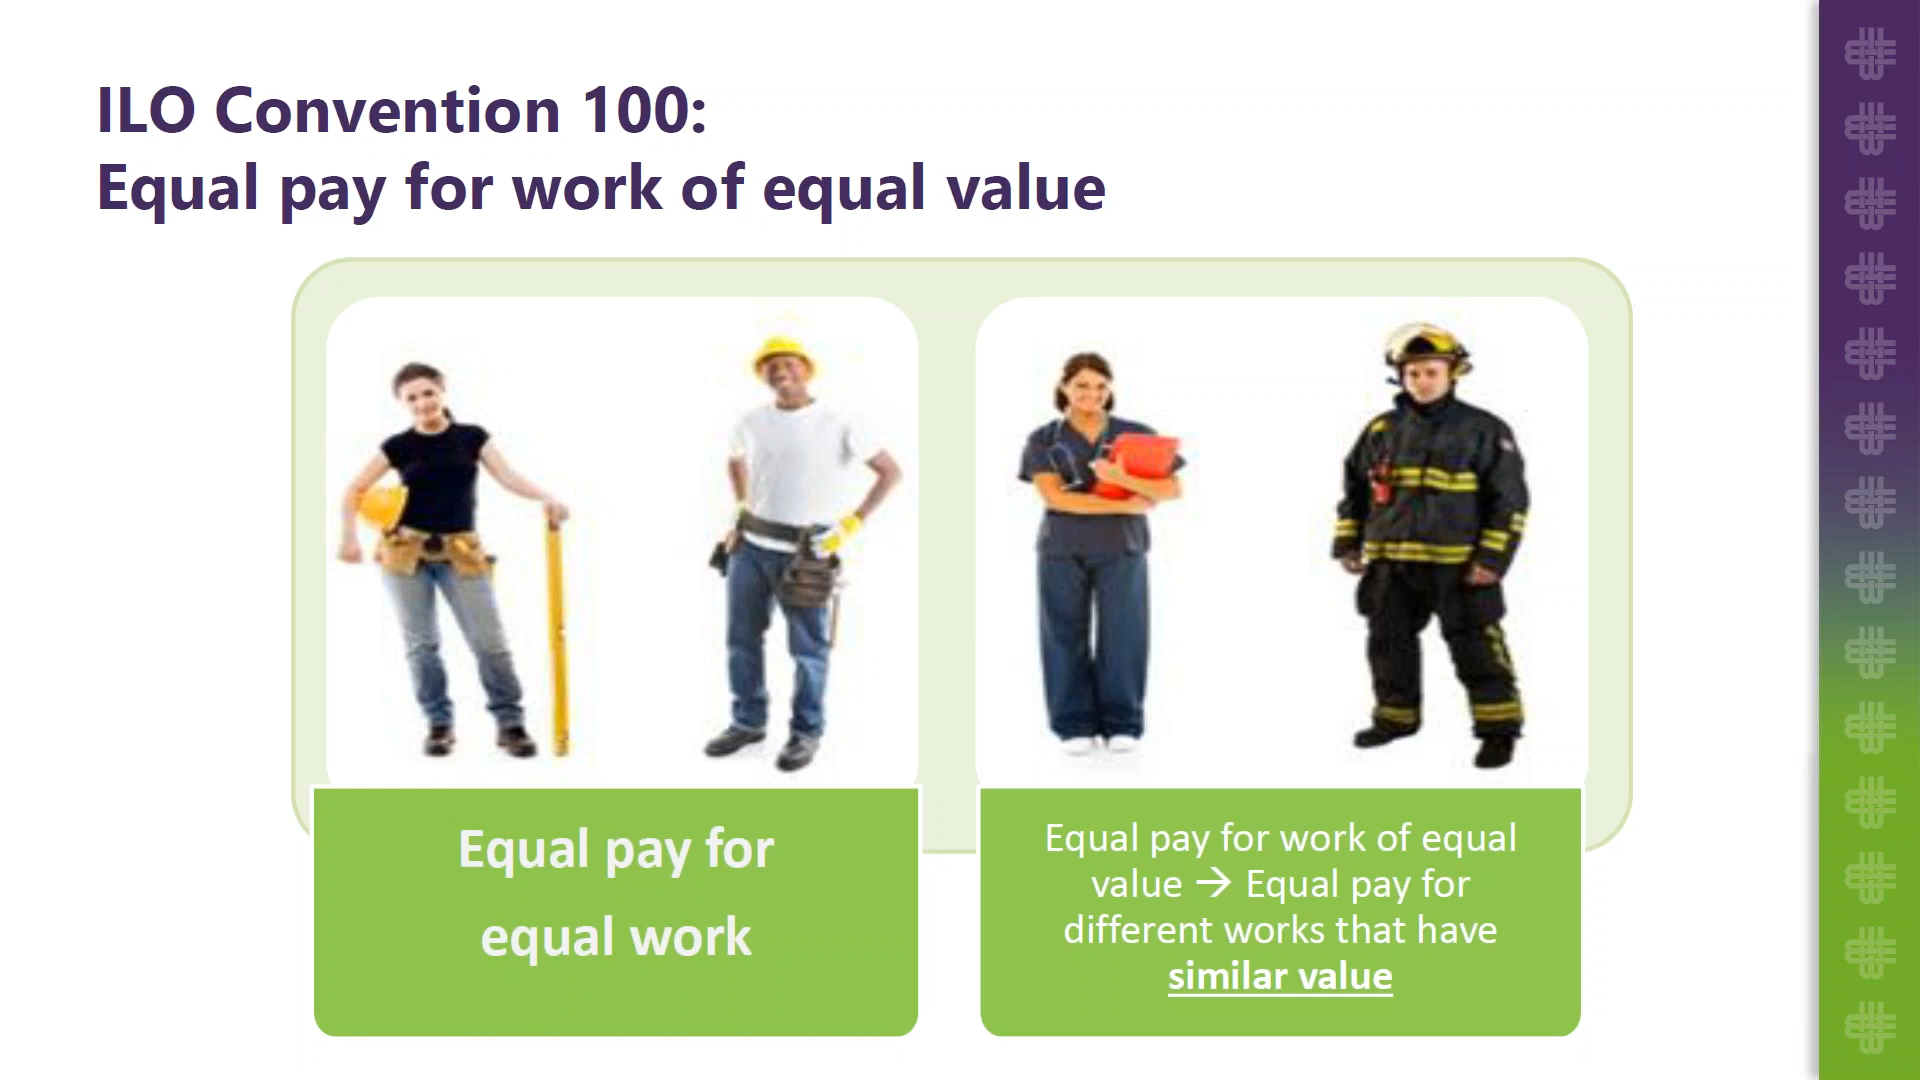 ILO Convention 100:
Equal pay for work of equal value
Equal pay for
equal work
Equal pay for work of equal
value → Equal pay for
different works that have
similar value